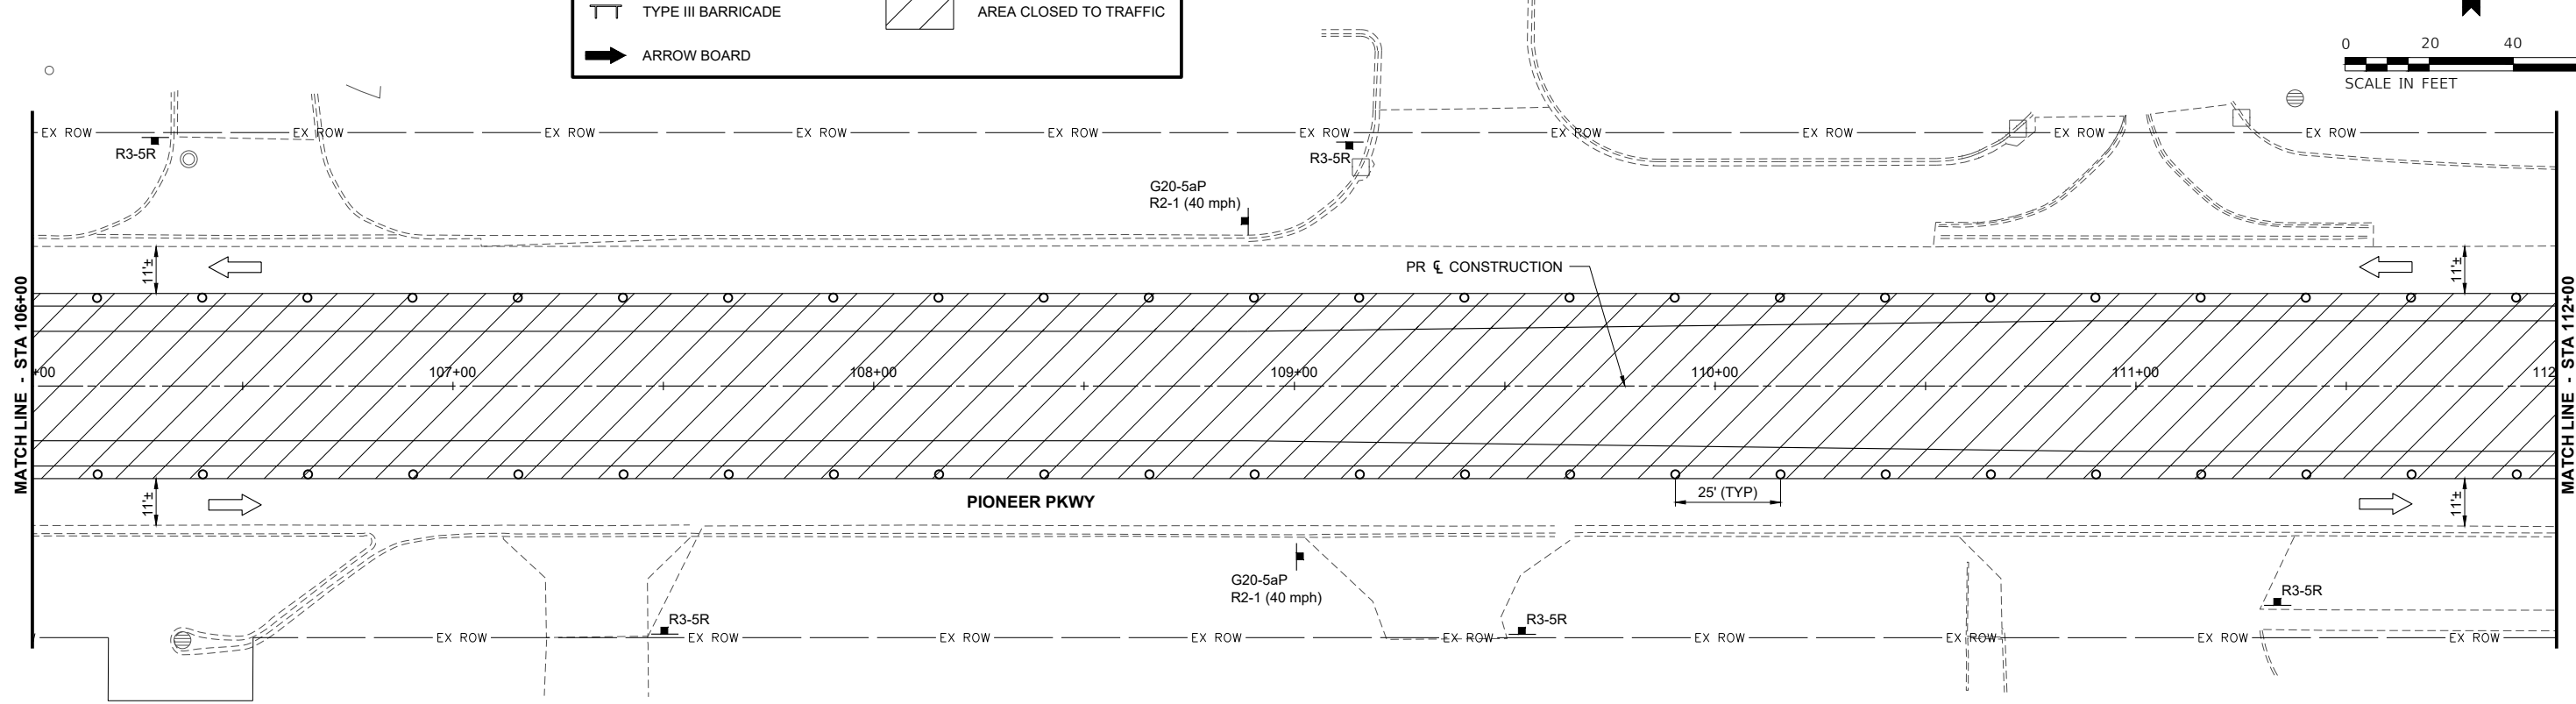 TYPE III BARRICADE
AREA CLOSED TO TRAFFIC
ARROW BOARD
0 20 40
SCALE IN FEET
EX ROW EX ROW EX ROW EX ROW EX ROW EX ROW EX ROW EX ROW EX ROW EX ROW
R3-5R
R3-5R
G20-5aP
R2-1 (40 mph)
11'±
PR ℄ CONSTRUCTION
11'±
MATCH LINE - STA 106+00
+00 107+00 108+00 109+00 110+00 111+00 112
MATCH LINE - STA 112+00
11'±
PIONEER PKWY
25' (TYP)
11'±
G20-5aP
R2-1 (40 mph)
R3-5R
R3-5R
R3-5R
EX ROW EX ROW EX ROW EX ROW EX ROW EX ROW EX ROW EX ROW EX ROW